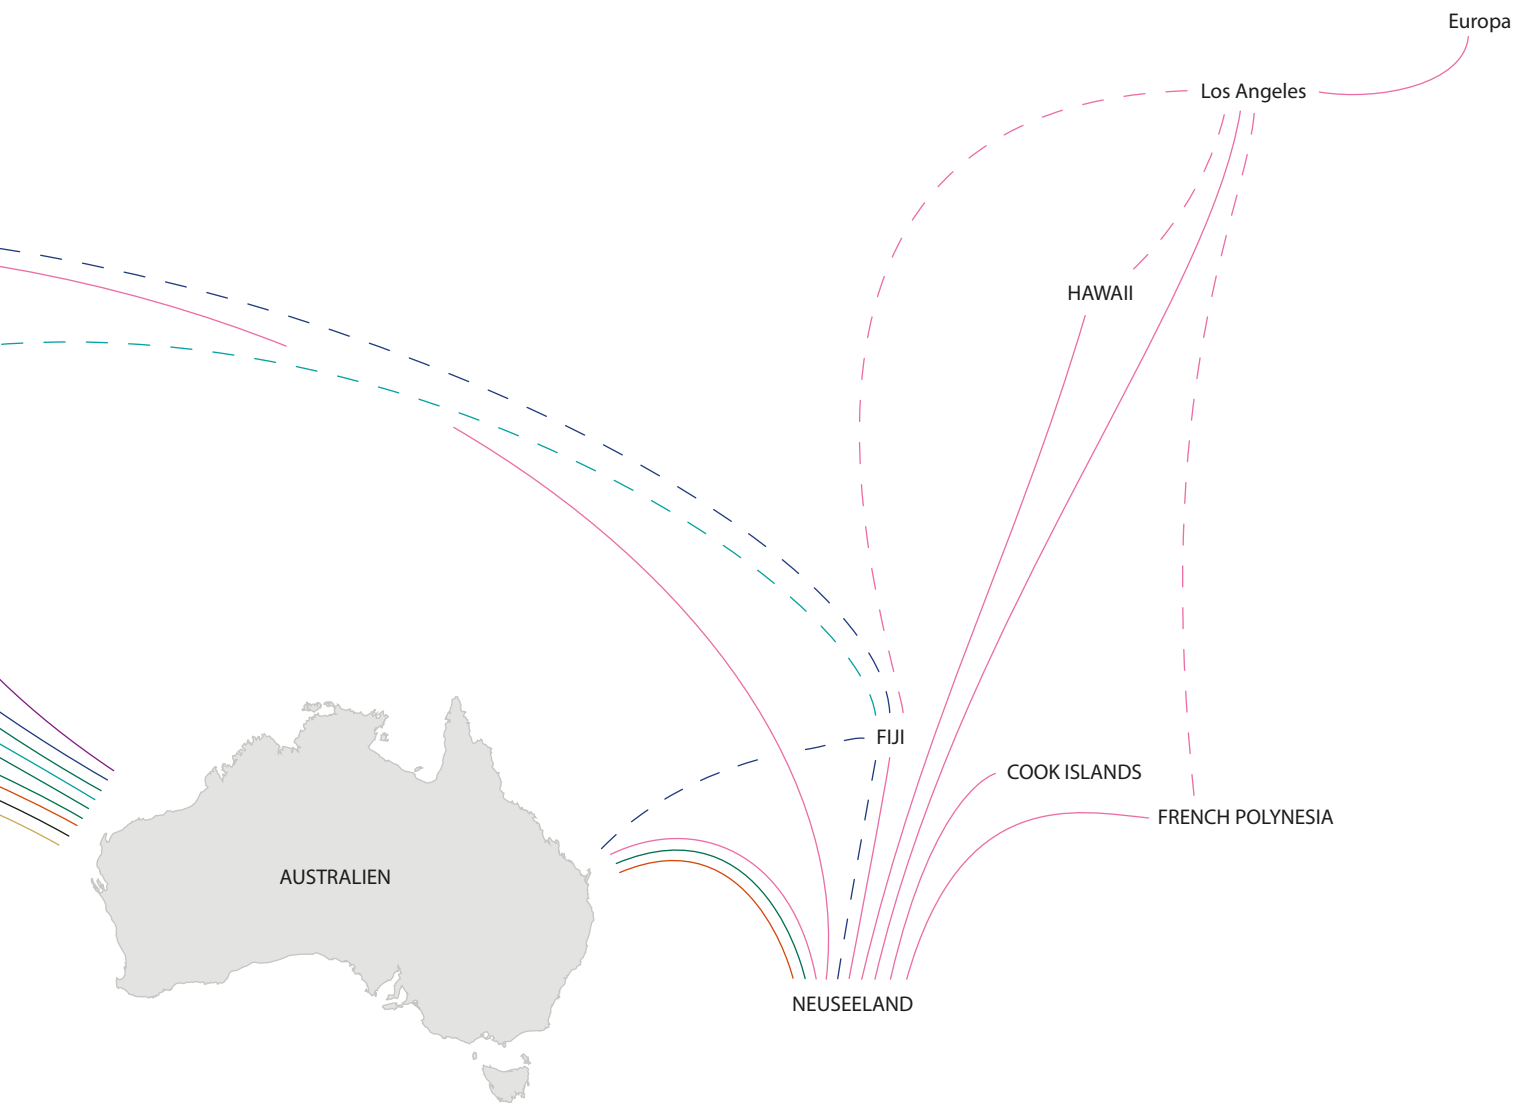 Europa
Los Angeles
HAWAII
FIJI
COOK ISLANDS
FRENCH POLYNESIA
AUSTRALIEN
NEUSEELAND